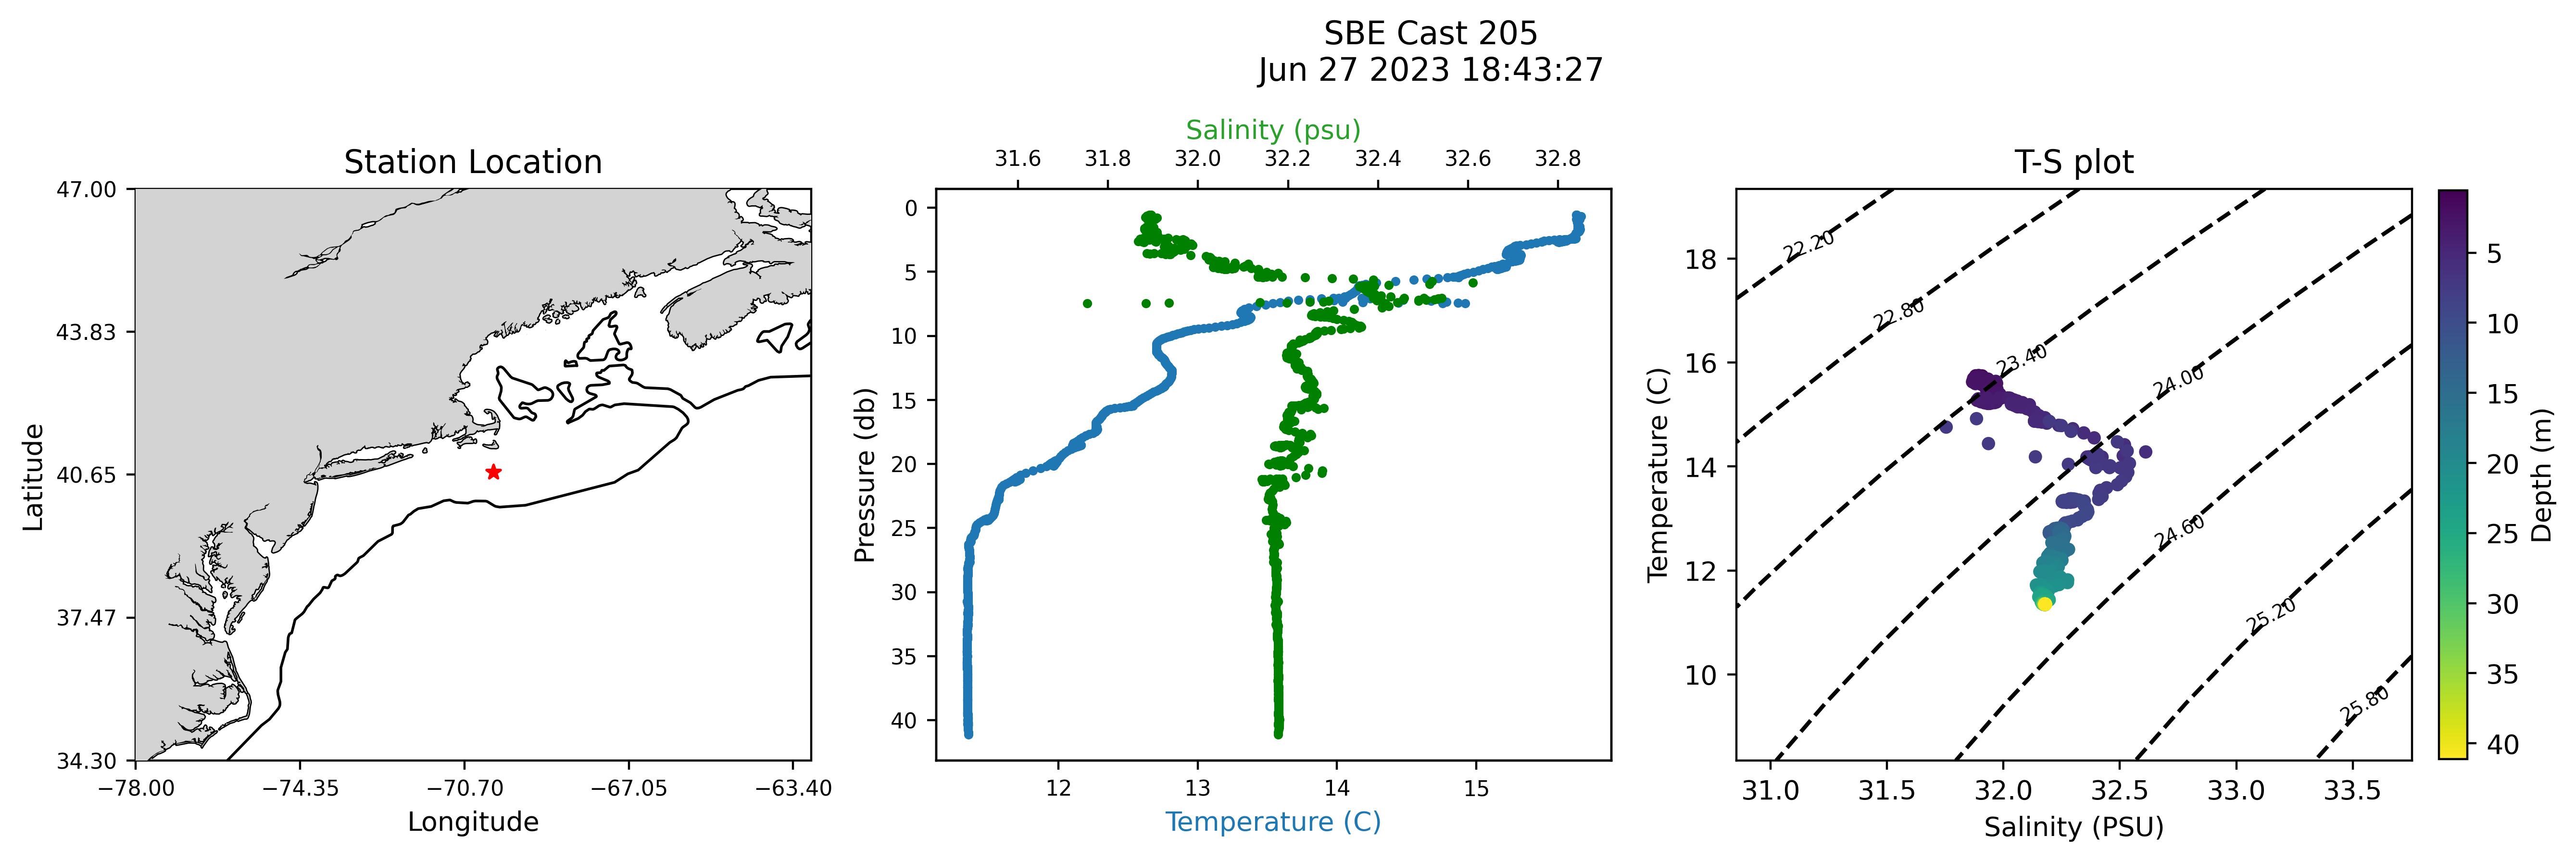 SBE Cast 205
Jun 27 2023 18:43:27
Station Location
47.00
43.83
40.65
37.47
34.30
Latitude
−78.00 −74.35 −70.70 −67.05 −63.40
Longitude
Salinity (psu)
31.6 31.8 32.0 32.2 32.4 32.6 32.8
0
5
10
15
20
25
30
35
40
Pressure (db)
12 13 14 15
Temperature (C)
T-S plot
18
16
14
12
10
Temperature (C)
22.20
22.80
23.40
24.00
24.60
25.20
25.80
31.0 31.5 32.0 32.5 33.0 33.5
Salinity (PSU)
5
10
15
20
25
30
35
40
Depth (m)